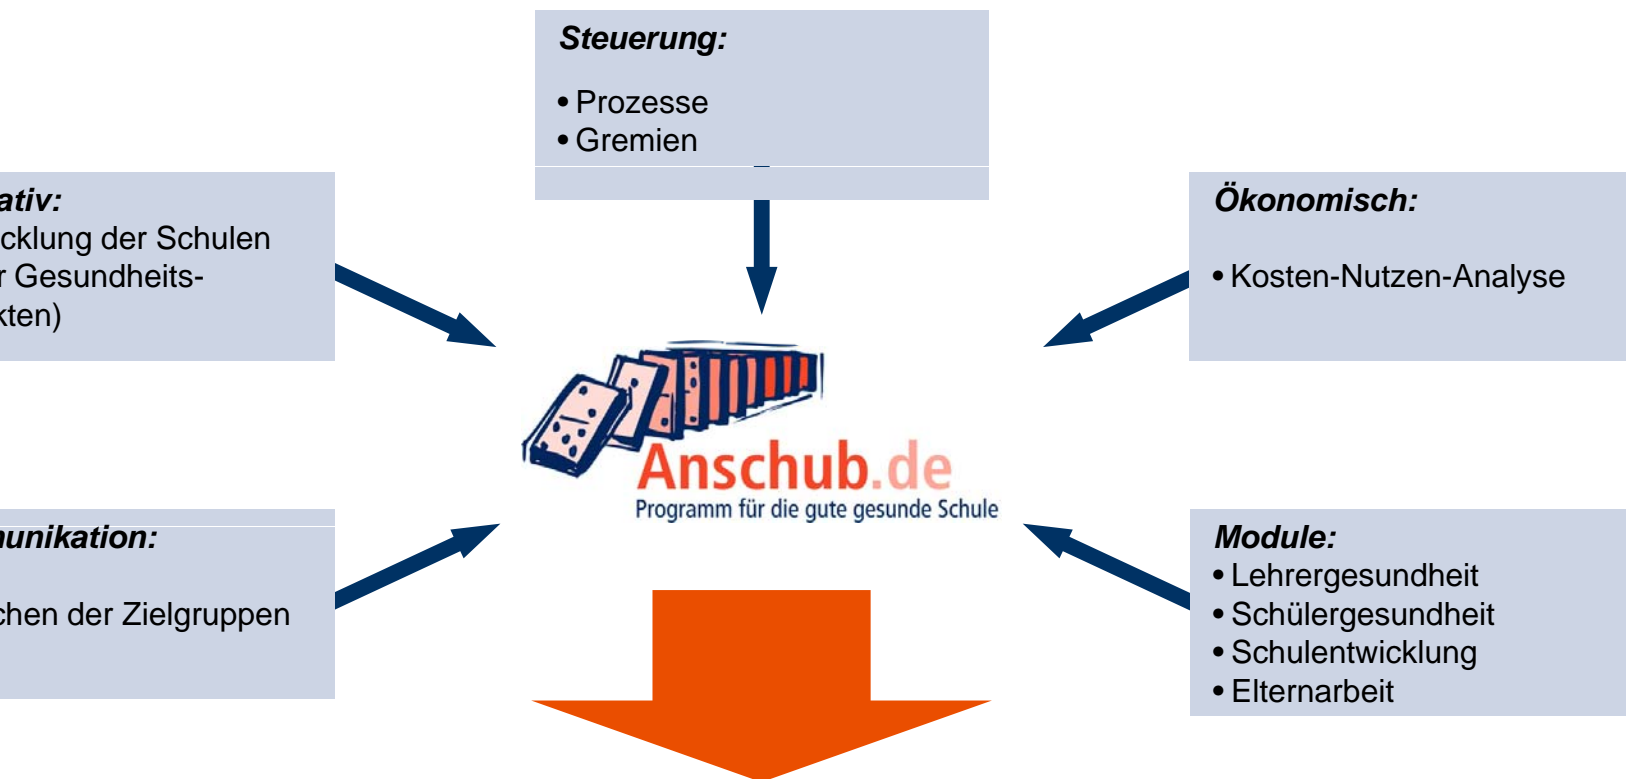 Steuerung:
• Prozesse
• Gremien
ativ:
cklung der Schulen
r Gesundheits-
kten)
Ökonomisch:
• Kosten-Nutzen-Analyse
Anschub.de
Programm für die gute gesunde Schule
munikation:
chen der Zielgruppen
Module:
• Lehrergesundheit
• Schülergesundheit
• Schulentwicklung
• Elternarbeit